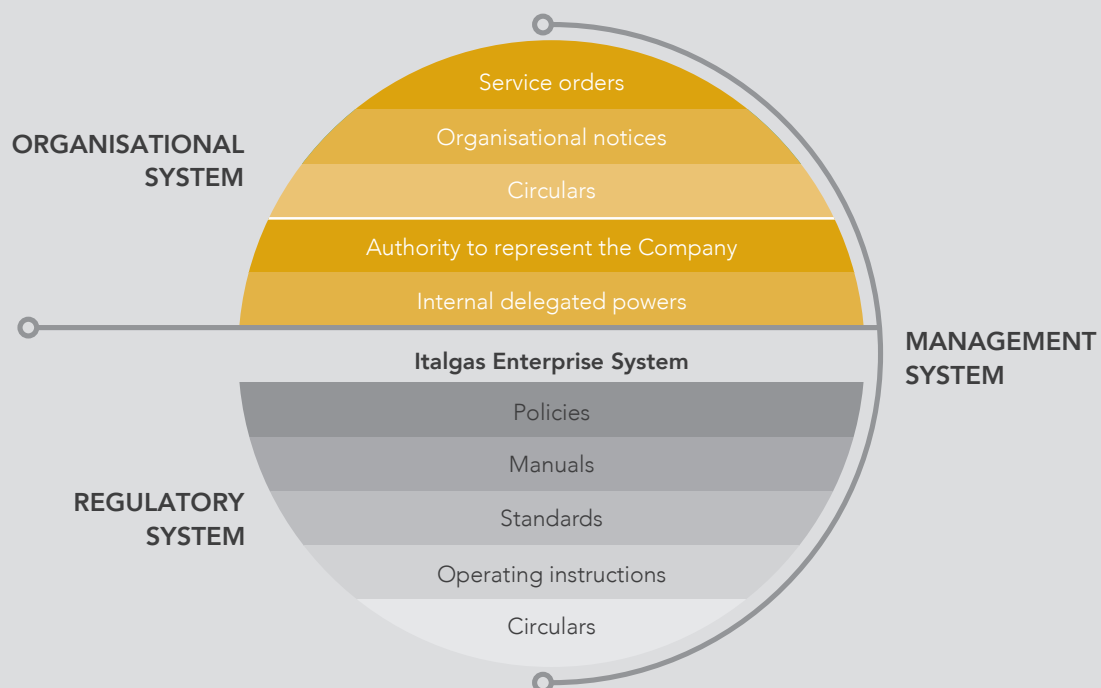 Service orders
Organisational notices
Circulars
Authority to represent the Company
Internal delegated powers
ORGANISATIONAL
SYSTEM
Italgas Enterprise System
MANAGEMENT
SYSTEM
Policies
Manuals
Standards
Operating instructions
Circulars
REGULATORY
SYSTEM